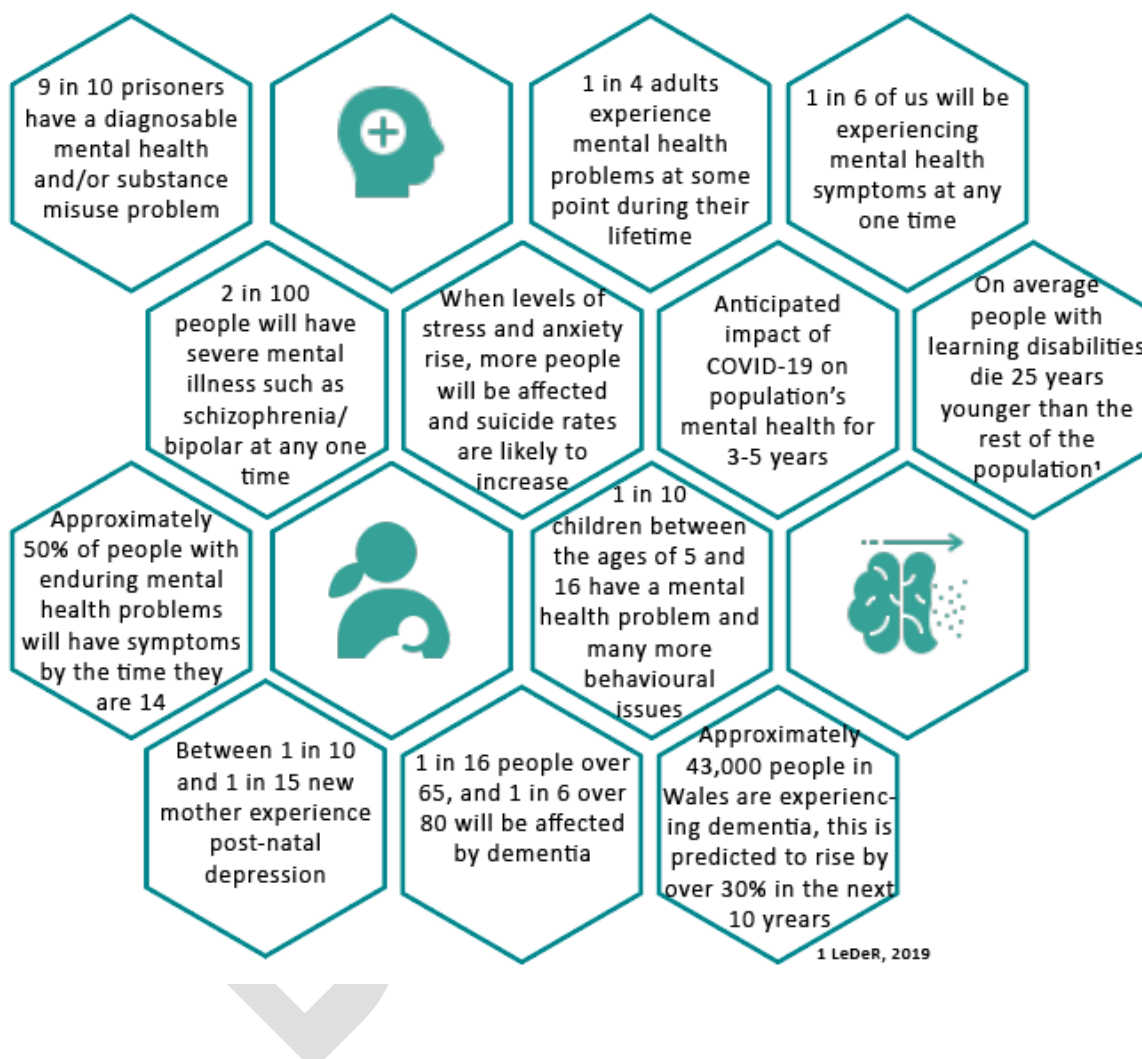 9 in 10 prisoners
have a diagnosable
mental health
and/or substance
misuse problem
1 in 4 adults
experience
mental health
problems at some
point during their
lifetime
1 in 6 of us will be
experiencing
mental health
symptoms at any
one time
2 in 100
people will have
severe mental
illness such as
schizophrenia/
bipolar at any one
time
When levels of
stress and anxiety
rise, more people
will be affected
and suicide rates
are likely to
increase
Anticipated
impact of
COVID-19 on
population's
mental health for
3-5 years
On average
people with
learning disabilities
die 25 years
younger than the
rest of the
population¹
Approximately
50% of people with
enduring mental
health problems
will have symptoms
by the time they
are 14
1 in 10
children between
the ages of 5 and
16 have a mental
health problem and
many more
behavioural
issues
Between 1 in 10
and 1 in 15 new
mother experience
post-natal
depression
1 in 16 people over
65, and 1 in 6 over
80 will be affected
by dementia
Approximately
43,000 people in
Wales are experienc-
ing dementia, this is
predicted to rise by
over 30% in the next
10 yrears
1 LeDeR, 2019